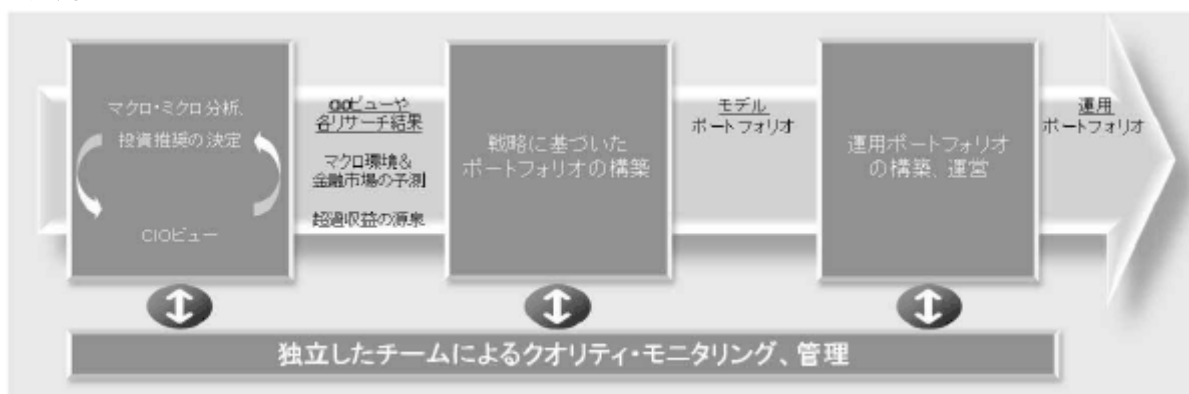 マクロ・ミクロ分析、
投資推奨の決定
CIOビュー
CIOビューや
各リサーチ結果
マクロ環境&
金融市場の予測
超過収益の源泉
戦略に基づいた
ポートフォリオの構築
モデル
ポートフォリオ
運用ポートフォリオ
の構築、運営
運用
ポートフォリオ
独立したチームによるクオリティ・モニタリング、管理